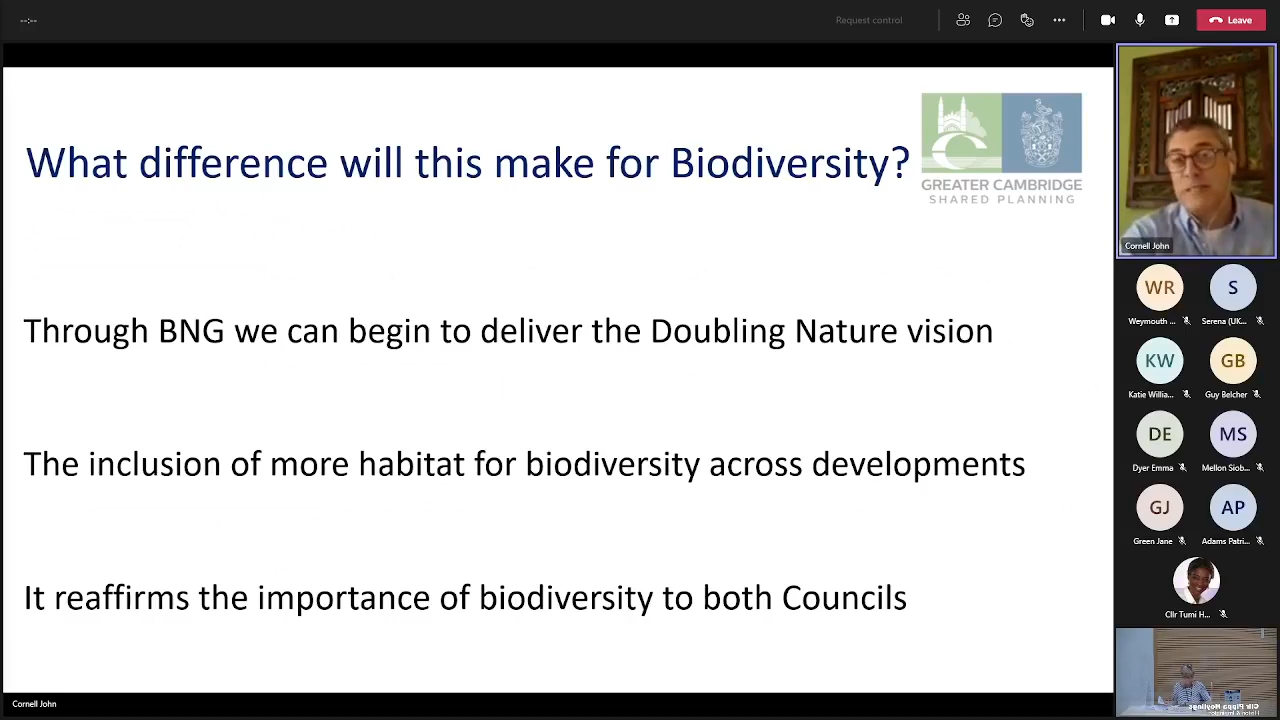 --:--
Request control
Leave
What difference will this make for Biodiversity?
GREATER CAMBRIDGE
SHARED PLANNING
Through BNG we can begin to deliver the Doubling Nature vision
The inclusion of more habitat for biodiversity across developments
It reaffirms the importance of biodiversity to both Councils
Cornell John
Cornell John
WR
Weymouth ...
S
Serena (UK...
KW
Katie Willia...
GB
Guy Belcher
DE
Dyer Emma
MS
Mellon Siob...
GJ
Green Jane
AP
Adams Patri...
Cllr Tumi H...